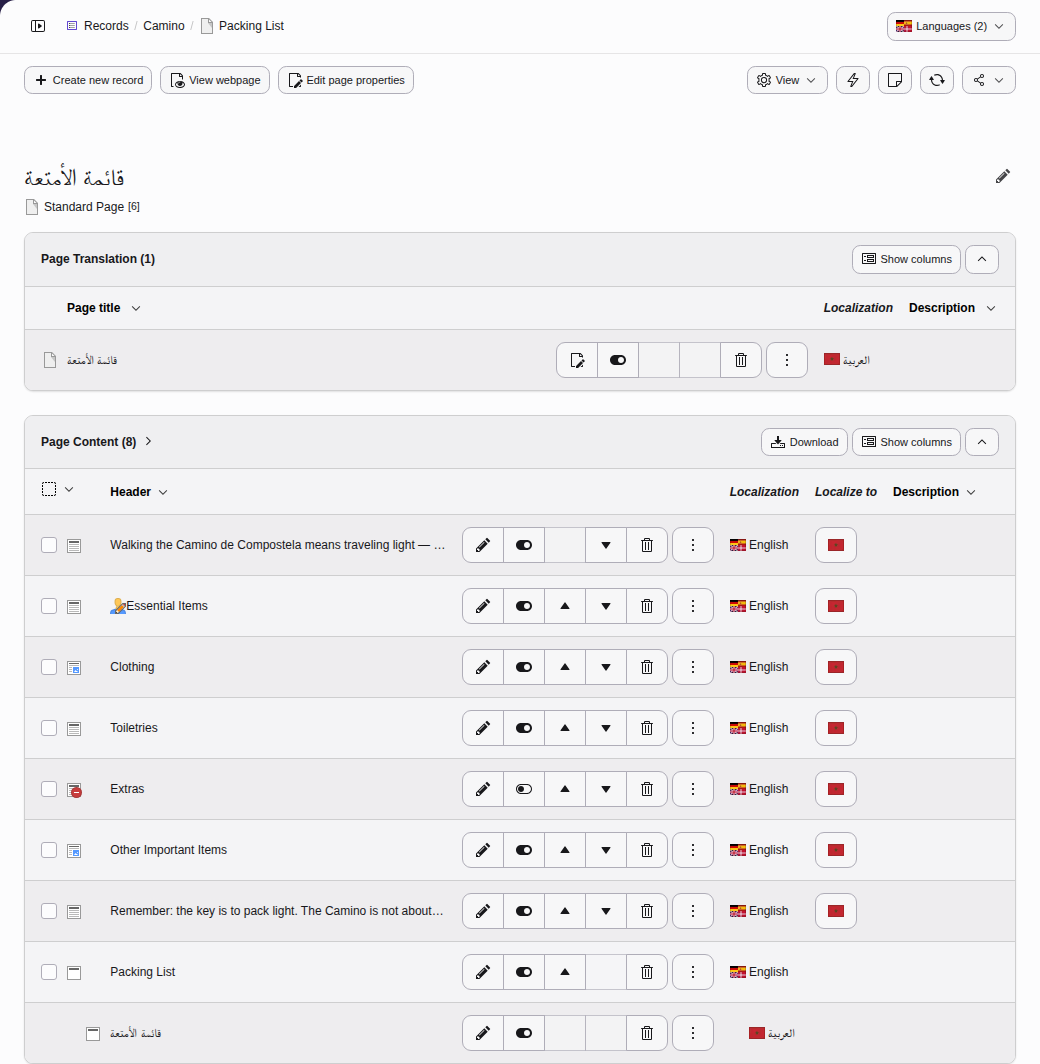 Records / Camino / Packing List
Languages (2)
Create new record
View webpage
Edit page properties
View
قائمة الأمتعة
Standard Page [6]
Page Translation (1)
Show columns
Page title
Localization
Description
قائمة الأمتعة
العربية
Page Content (8)
Download
Show columns
Header
Localization
Localize to
Description
Walking the Camino de Compostela means traveling light — …
English
Essential Items
English
Clothing
English
Toiletries
English
Extras
English
Other Important Items
English
Remember: the key is to pack light. The Camino is not about…
English
Packing List
English
قائمة الأمتعة
العربية